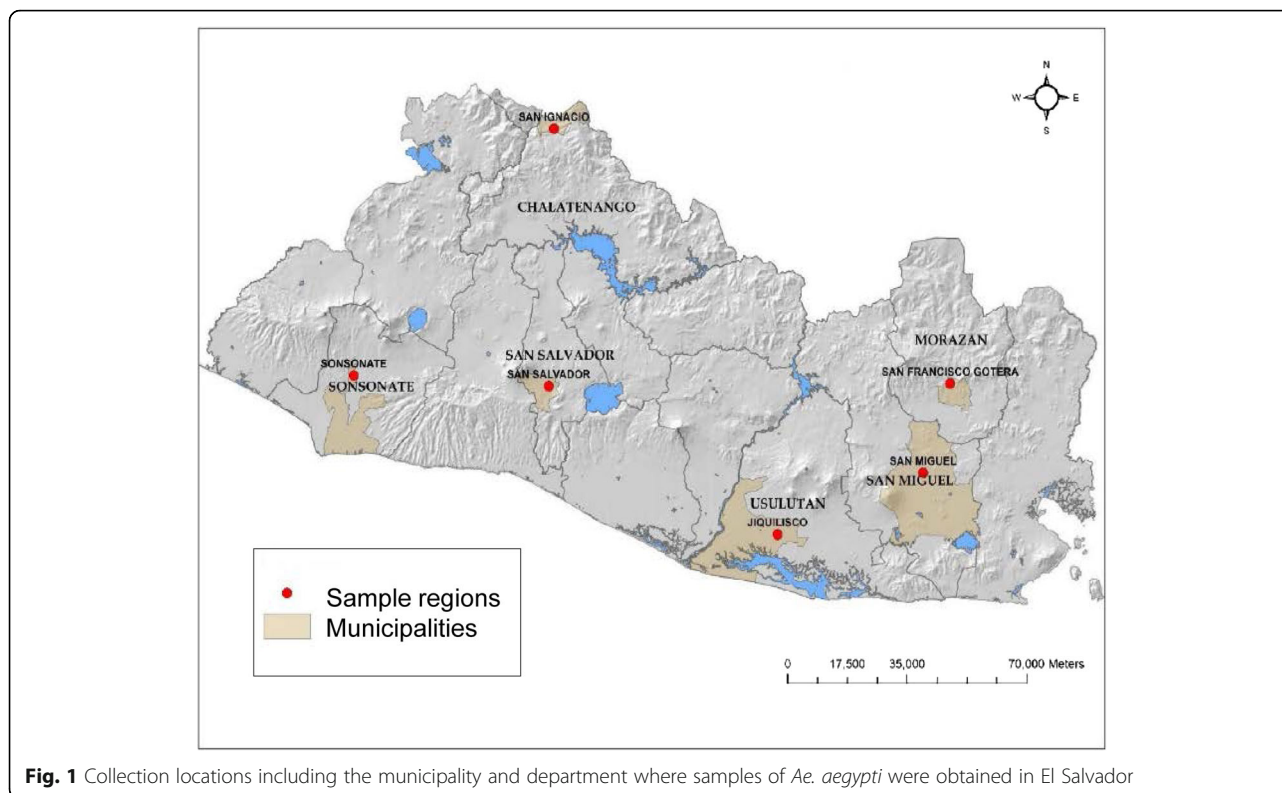 N
W E
S
SAN IGNACIO
CHALATENANGO
MORAZAN
SAN SALVADOR
SONSONATE
SAN FRANCISCO GOTERA
SAN SALVADOR
SONSONATE
SAN MIGUEL
SAN MIGUEL
USULUTAN
JIQUILISCO
Sample regions
Municipalities
0 17,500 35,000 70,000 Meters
Fig. 1 Collection locations including the municipality and department where samples of Ae. aegypti were obtained in El Salvador